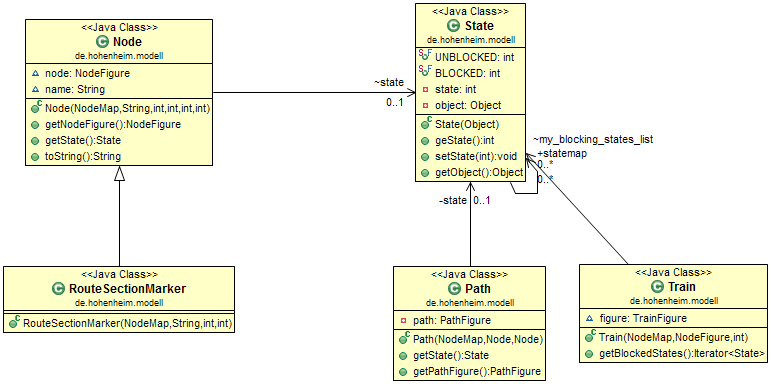 <<Java Class>>
Node
de.hohenheim.modell
node: NodeFigure
name: String
Node(NodeMap,String,int,int,int,int)
getNodeFigure():NodeFigure
getState():State
toString():String
~state
0..1
<<Java Class>>
State
de.hohenheim.modell
UNBLOCKED: int
BLOCKED: int
state: int
object: Object
State(Object)
geState():int
setState(int):void
getObject():Object
~my_blocking_states_list
+statemap
0..*
0..*
-state
0..1
<<Java Class>>
RouteSectionMarker
de.hohenheim.modell
RouteSectionMarker(NodeMap,String,int,int)
<<Java Class>>
Path
de.hohenheim.modell
path: PathFigure
Path(NodeMap,Node,Node)
getState():State
getPathFigure():PathFigure
<<Java Class>>
Train
de.hohenheim.modell
figure: TrainFigure
Train(NodeMap,NodeFigure,int)
getBlockedStates():Iterator<State>